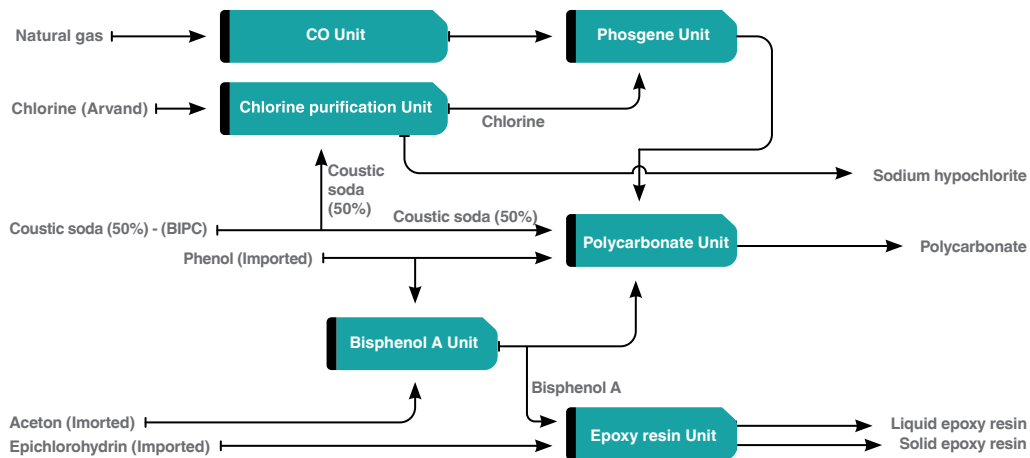 Natural gas
CO Unit
Phosgene Unit
Chlorine (Arvand)
Chlorine purification Unit
Chlorine
Coustic
soda
(50%)
Sodium hypochlorite
Coustic soda (50%) - (BIPC)
Coustic soda (50%)
Polycarbonate Unit
Polycarbonate
Phenol (Imported)
Bisphenol A Unit
Bisphenol A
Aceton (Imorted)
Epichlorohydrin (Imported)
Epoxy resin Unit
Liquid epoxy resin
Solid epoxy resin